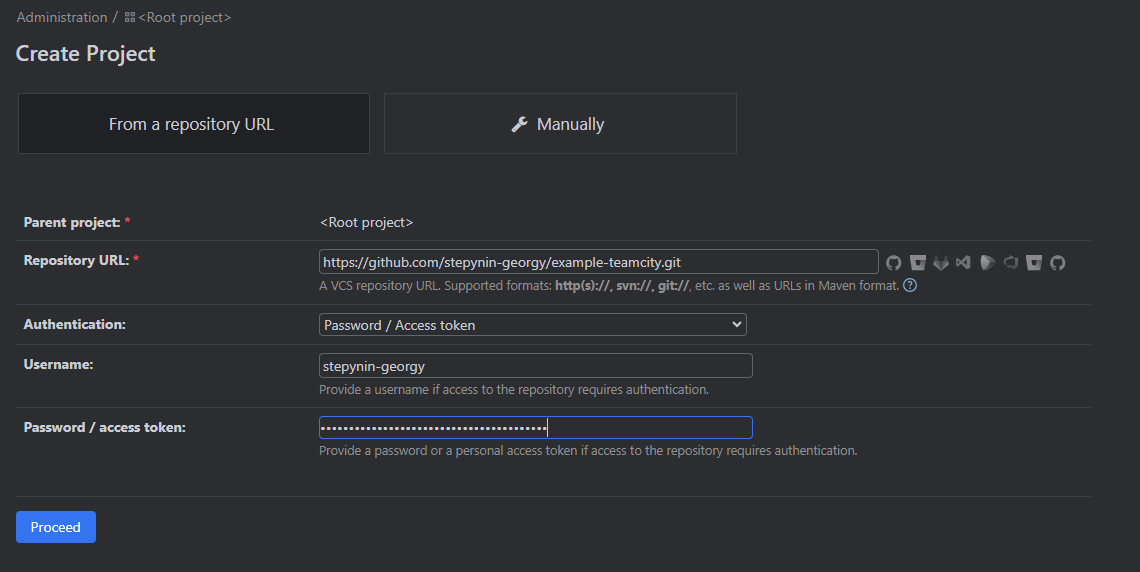 Administration / <Root project>
Create Project
From a repository URL
Manually
Parent project: *
<Root project>
Repository URL: *
https://github.com/stepynin-georgy/example-teamcity.git
A VCS repository URL. Supported formats: http(s)://, svn://, git://, etc. as well as URLs in Maven format. ?
Authentication:
Password / Access token
Username:
stepynin-georgy
Provide a username if access to the repository requires authentication.
Password / access token:
••••••••••••••••••••••••••••••••••••••••
Provide a password or a personal access token if access to the repository requires authentication.
Proceed